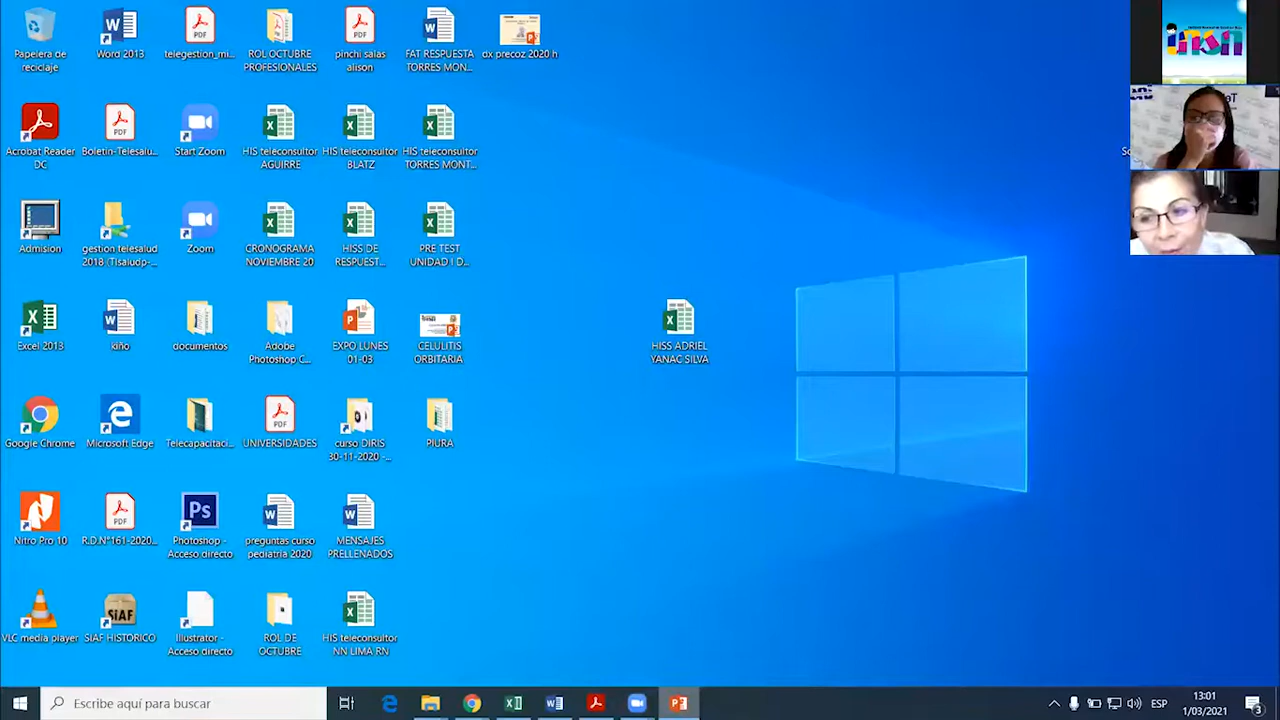 Papelera de
reciclaje
Word 2013
telegestion_mi...
ROL OCTUBRE
PROFESIONALES
pinchi salas
alison
FAT RESPUESTA
TORRES MON...
dx precoz 2020 h
Acrobat Reader
DC
Boletin-Telesalu...
Start Zoom
HIS teleconsultor
AGUIRRE
HIS teleconsultor
BLATZ
HIS teleconsultor
TORRES MONT...
Admision
gestion telesalud
2018 (Tlsaludp-...
Zoom
CRONOGRAMA
NOVIEMBRE 20
HISS DE
RESPUEST...
PRE TEST
UNIDAD I D...
Excel 2013
kiño
documentos
Adobe
Photoshop C...
EXPO LUNES
01-03
CELULITIS
ORBITARIA
HISS ADRIEL
YANAC SILVA
Google Chrome
Microsoft Edge
Telecapacitaci...
UNIVERSIDADES
curso DIRIS
30-11-2020 -...
PIURA
Nitro Pro 10
R.D.N°161-2020...
Photoshop -
Acceso directo
preguntas curso
pediatria 2020
MENSAJES
PRELLENADOS
VLC media player
SIAF HISTORICO
Illustrator -
Acceso directo
ROL DE
OCTUBRE
HIS teleconsultor
NN LIMA RN
Escribe aquí para buscar
ESP
13:01
1/03/2021
3